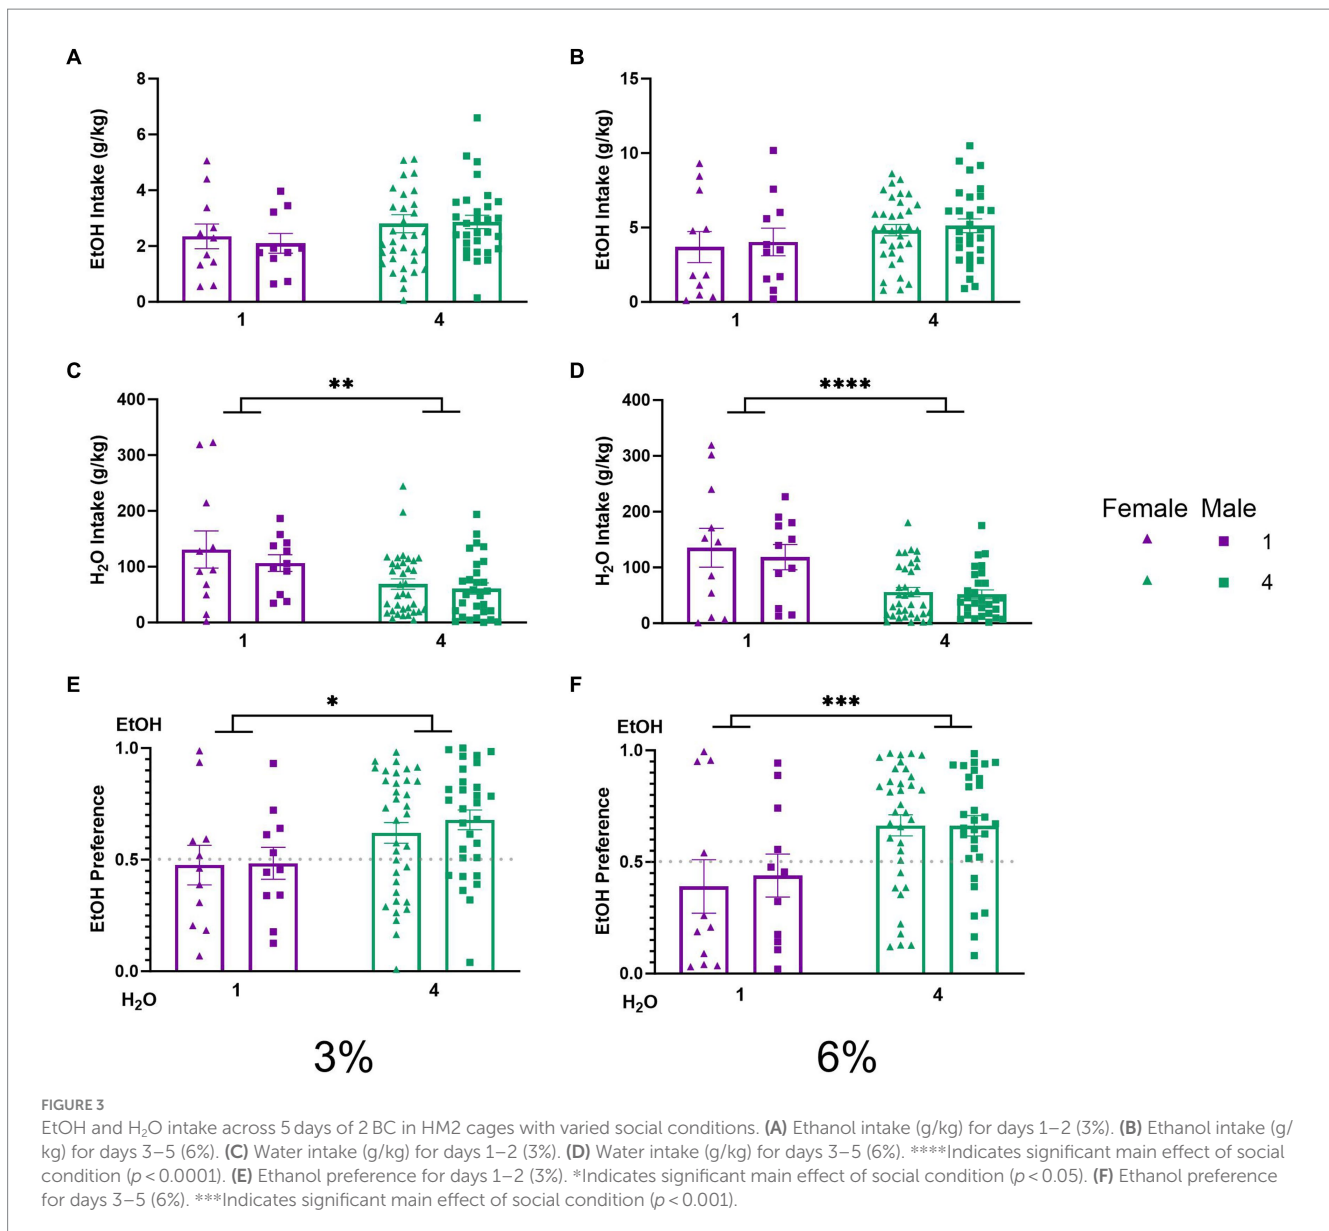 A
B
8
6
4
2
0
EtOH Intake (g/kg)
1
4
15
10
5
0
EtOH Intake (g/kg)
1
4
C
D
**
****
400
300
200
100
0
H₂O Intake (g/kg)
1
4
400
300
200
100
0
H₂O Intake (g/kg)
1
4
Female Male
1
4
E
F
*
***
EtOH
1.0
0.5
0.0
EtOH Preference
H₂O
1
4
EtOH
1.0
0.5
0.0
EtOH Preference
H₂O
1
4
3%
6%
FIGURE 3
EtOH and H₂O intake across 5 days of 2 BC in HM2 cages with varied social conditions. (A) Ethanol intake (g/kg) for days 1–2 (3%). (B) Ethanol intake (g/
kg) for days 3–5 (6%). (C) Water intake (g/kg) for days 1–2 (3%). (D) Water intake (g/kg) for days 3–5 (6%). ****Indicates significant main effect of social
condition (p < 0.0001). (E) Ethanol preference for days 1–2 (3%). *Indicates significant main effect of social condition (p < 0.05). (F) Ethanol preference
for days 3–5 (6%). ***Indicates significant main effect of social condition (p < 0.001).